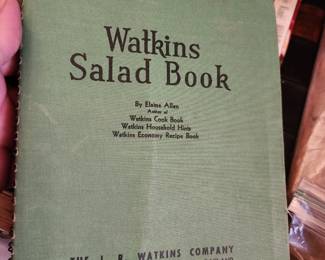 Watkins
Salad Book
By Elaine Allen
Author of
Watkins Cook Book
Watkins Household Hints
Watkins Economy Recipe Book
THE J. R. WATKINS COMPANY